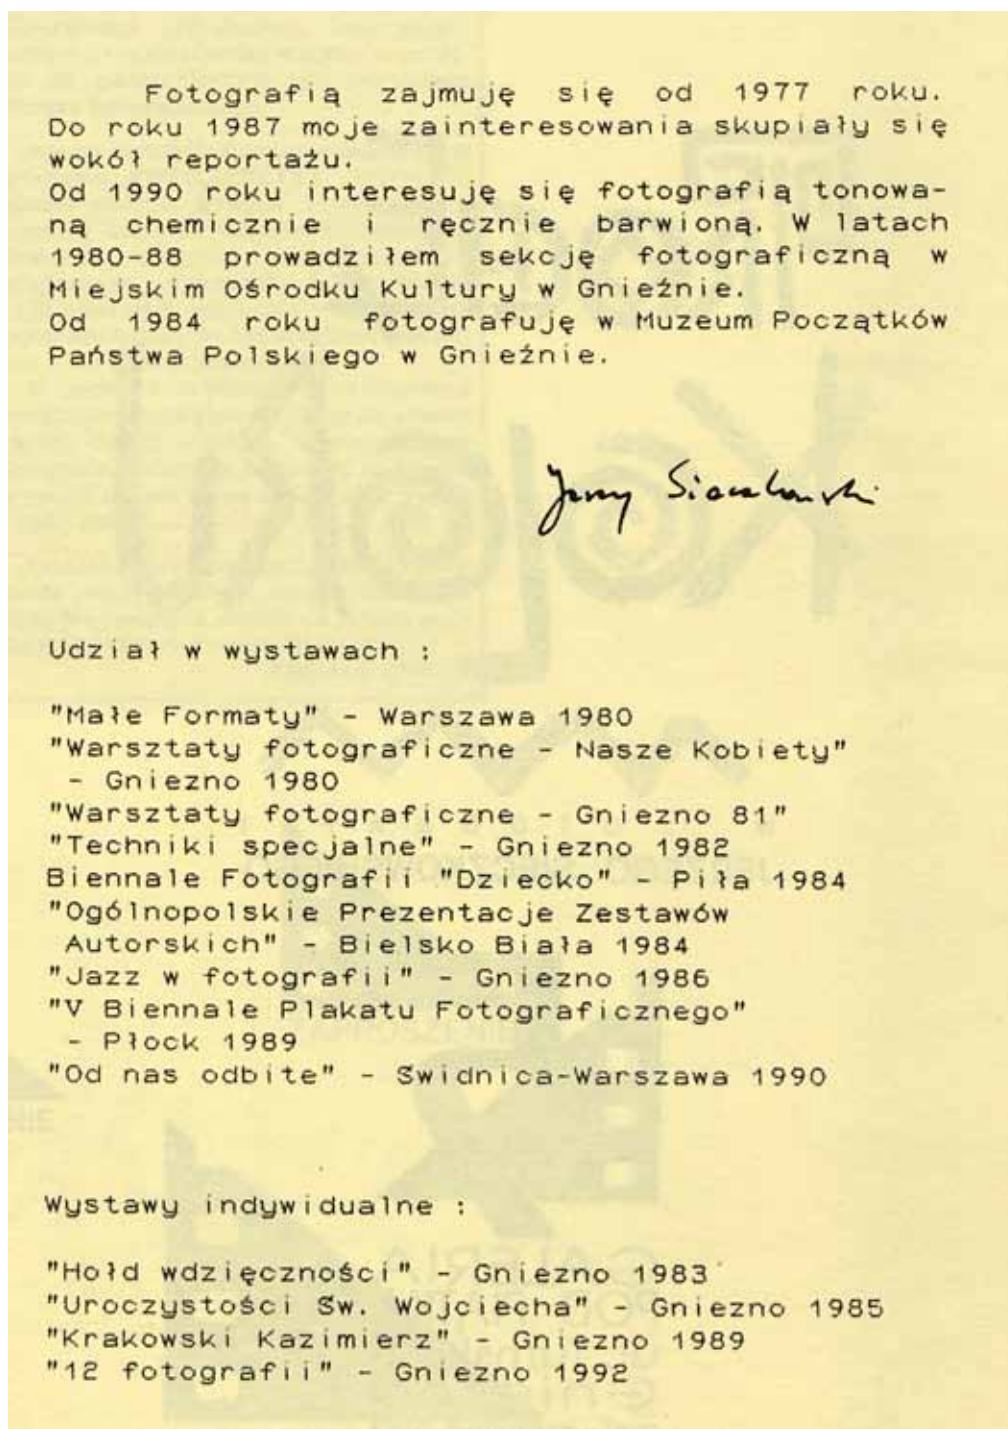 Fotografią zajmuję się od 1977 roku.
Do roku 1987 moje zainteresowania skupiały się
wokół reportażu.
Od 1990 roku interesuję się fotografią tonowa-
ną chemicznie i ręcznie barwioną. W latach
1980-88 prowadziłem sekcję fotograficzną w
Miejskim Ośrodku Kultury w Gnieźnie.
Od 1984 roku fotografuję w Muzeum Początków
Państwa Polskiego w Gnieźnie.
Jerzy
Udział w wystawach :
"Małe Formaty" - Warszawa 1980
"Warsztaty fotograficzne - Nasze Kobiety"
- Gniezno 1980
"Warsztaty fotograficzne - Gniezno 81"
"Techniki specjalne" - Gniezno 1982
Biennale Fotografii "Dziecko" - Piła 1984
"Ogólnopolskie Prezentacje Zestawów
Autorskich" - Bielsko Biała 1984
"Jazz w fotografii" - Gniezno 1986
"V Biennale Plakatu Fotograficznego"
- Płock 1989
"Od nas odbite" - Swidnica-Warszawa 1990
Wystawy indywidualne :
"Hołd wdzięczności" - Gniezno 1983
"Uroczystości Sw. Wojciecha" - Gniezno 1985
"Krakowski Kazimierz" - Gniezno 1989
"12 fotografii" - Gniezno 1992